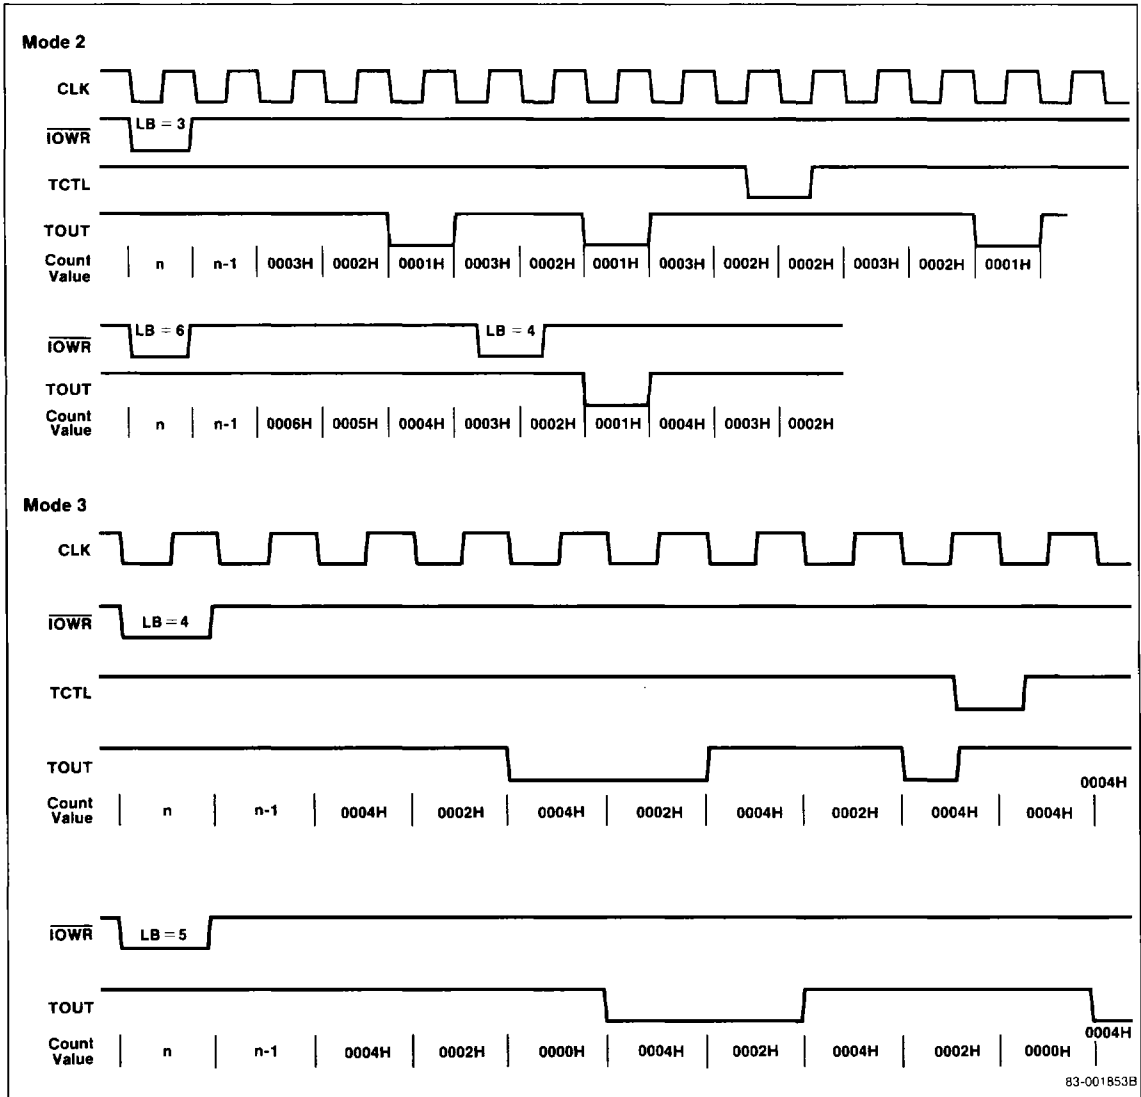 Mode 2
CLK
IOWR LB = 3
TCTL
TOUT
Count Value n n-1 0003H 0002H 0001H 0003H 0002H 0001H 0003H 0002H 0002H 0003H 0002H 0001H
IOWR LB = 6 LB = 4
TOUT
Count Value n n-1 0006H 0005H 0004H 0003H 0002H 0001H 0004H 0003H 0002H
Mode 3
CLK
IOWR LB = 4
TCTL
TOUT
Count Value n n-1 0004H 0002H 0004H 0002H 0004H 0002H 0004H 0004H 0004H
IOWR LB = 5
TOUT
Count Value n n-1 0004H 0002H 0000H 0004H 0002H 0004H 0002H 0000H 0004H
83-001853B